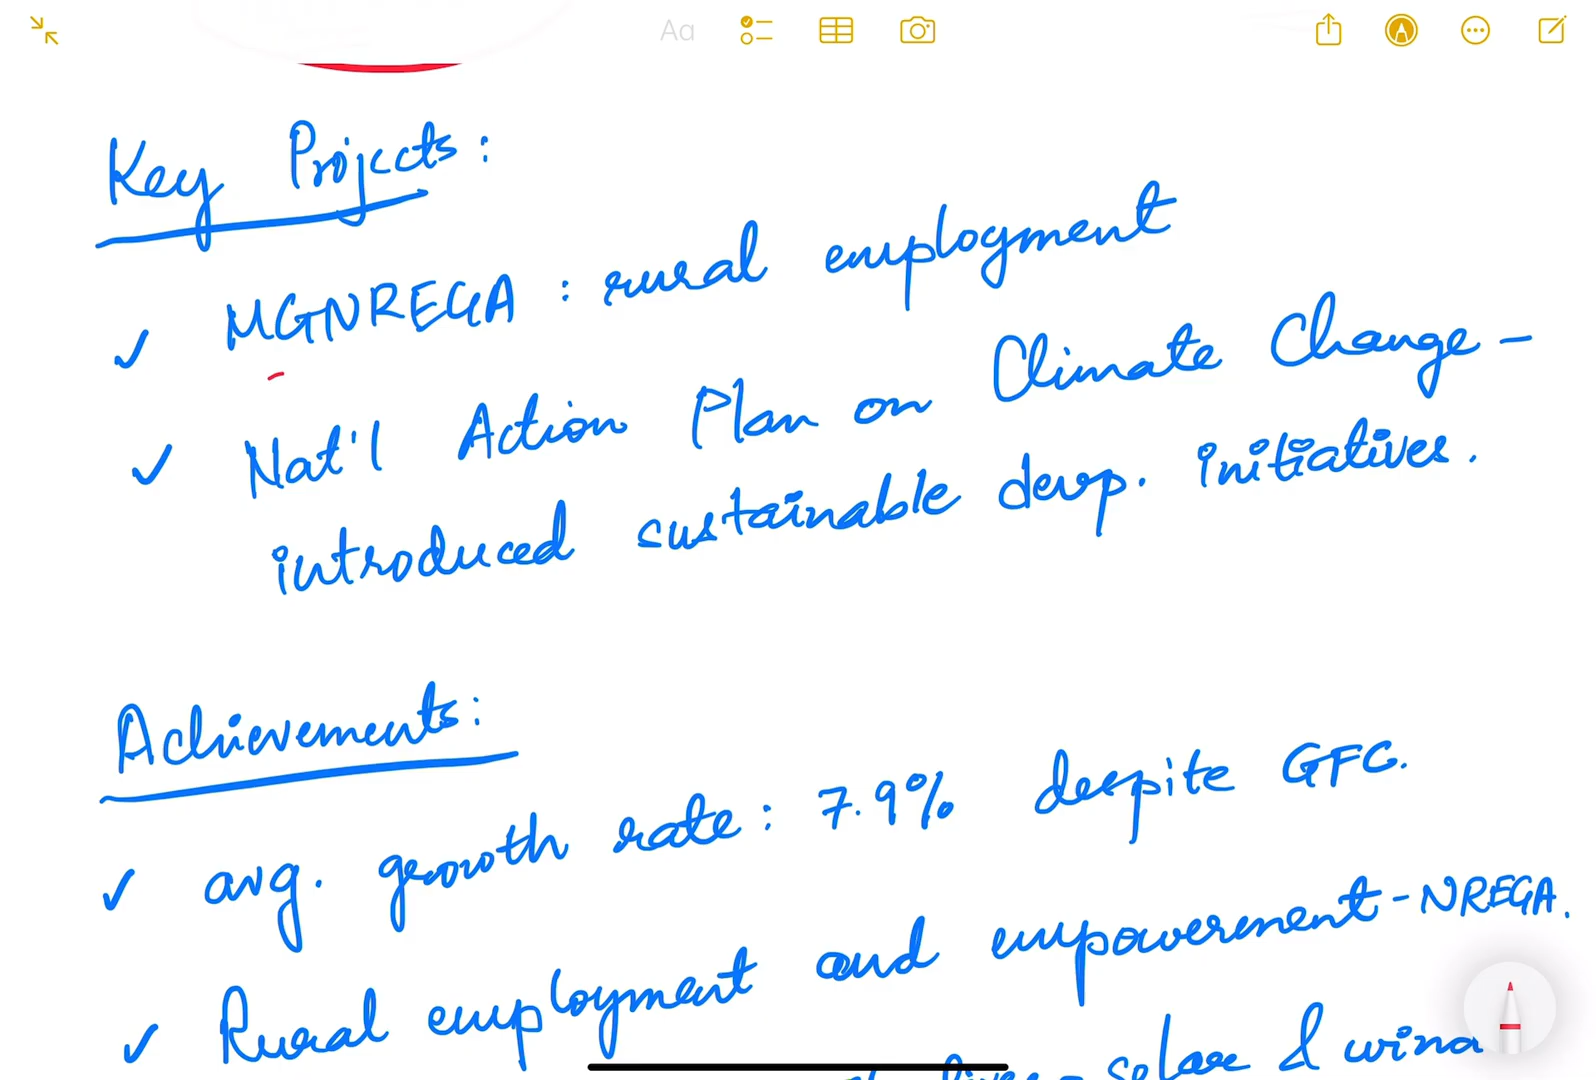 Aa
Key Projects:
✓ MGNREGA : rural employment
✓ Nat'l Action Plan on Climate Change -
introduced sustainable devp. initiatives.
Achievements:
✓ avg. growth rate : 7.9% despite GFC.
✓ Rural employment and empowerment - NREGA.
solar & wind